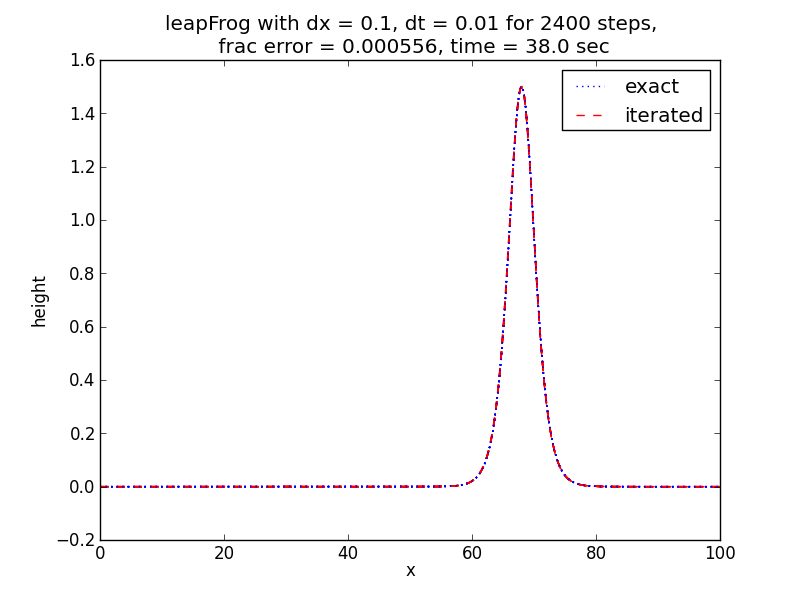 leapFrog with dx = 0.1, dt = 0.01 for 2400 steps,
frac error = 0.000556, time = 38.0 sec
1.6
exact
iterated
1.4
1.2
1.0
0.8
height
0.6
0.4
0.2
0.0
−0.2
0 20 40 60 80 100
x